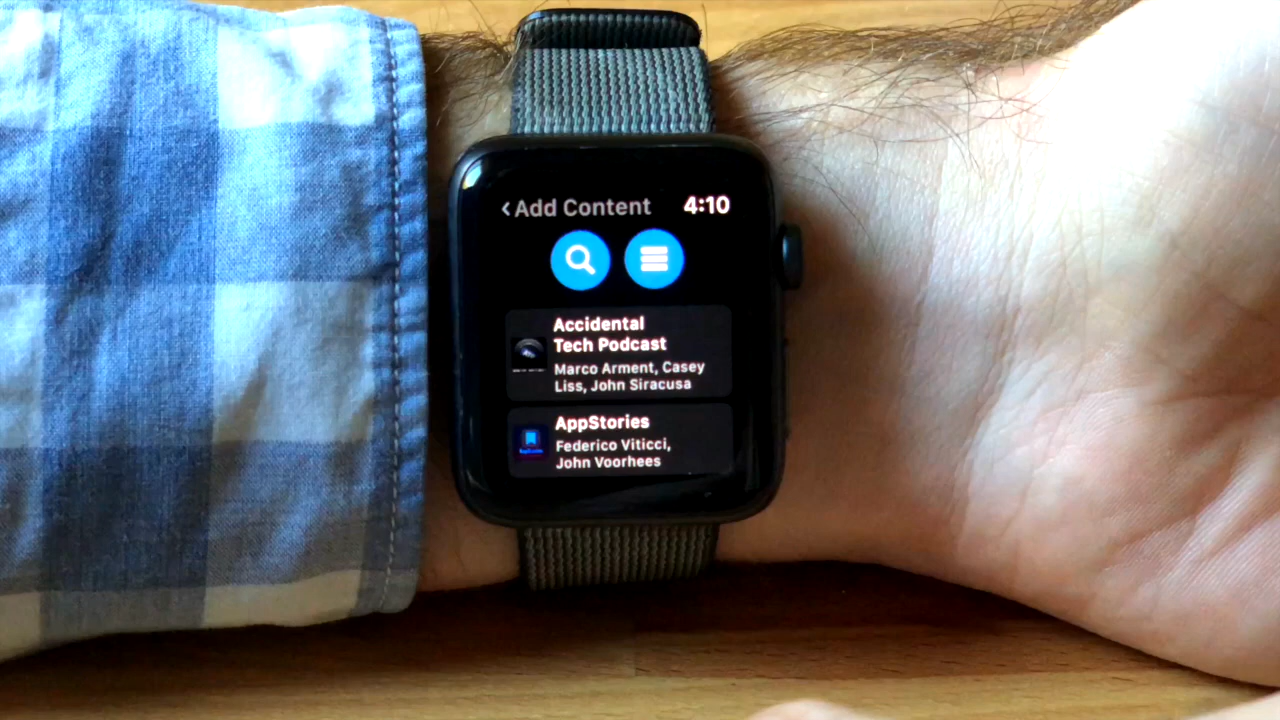 ‹Add Content 4:10
Accidental
Tech Podcast
Marco Arment, Casey
Liss, John Siracusa
AppStories
Federico Viticci,
John Voorhees